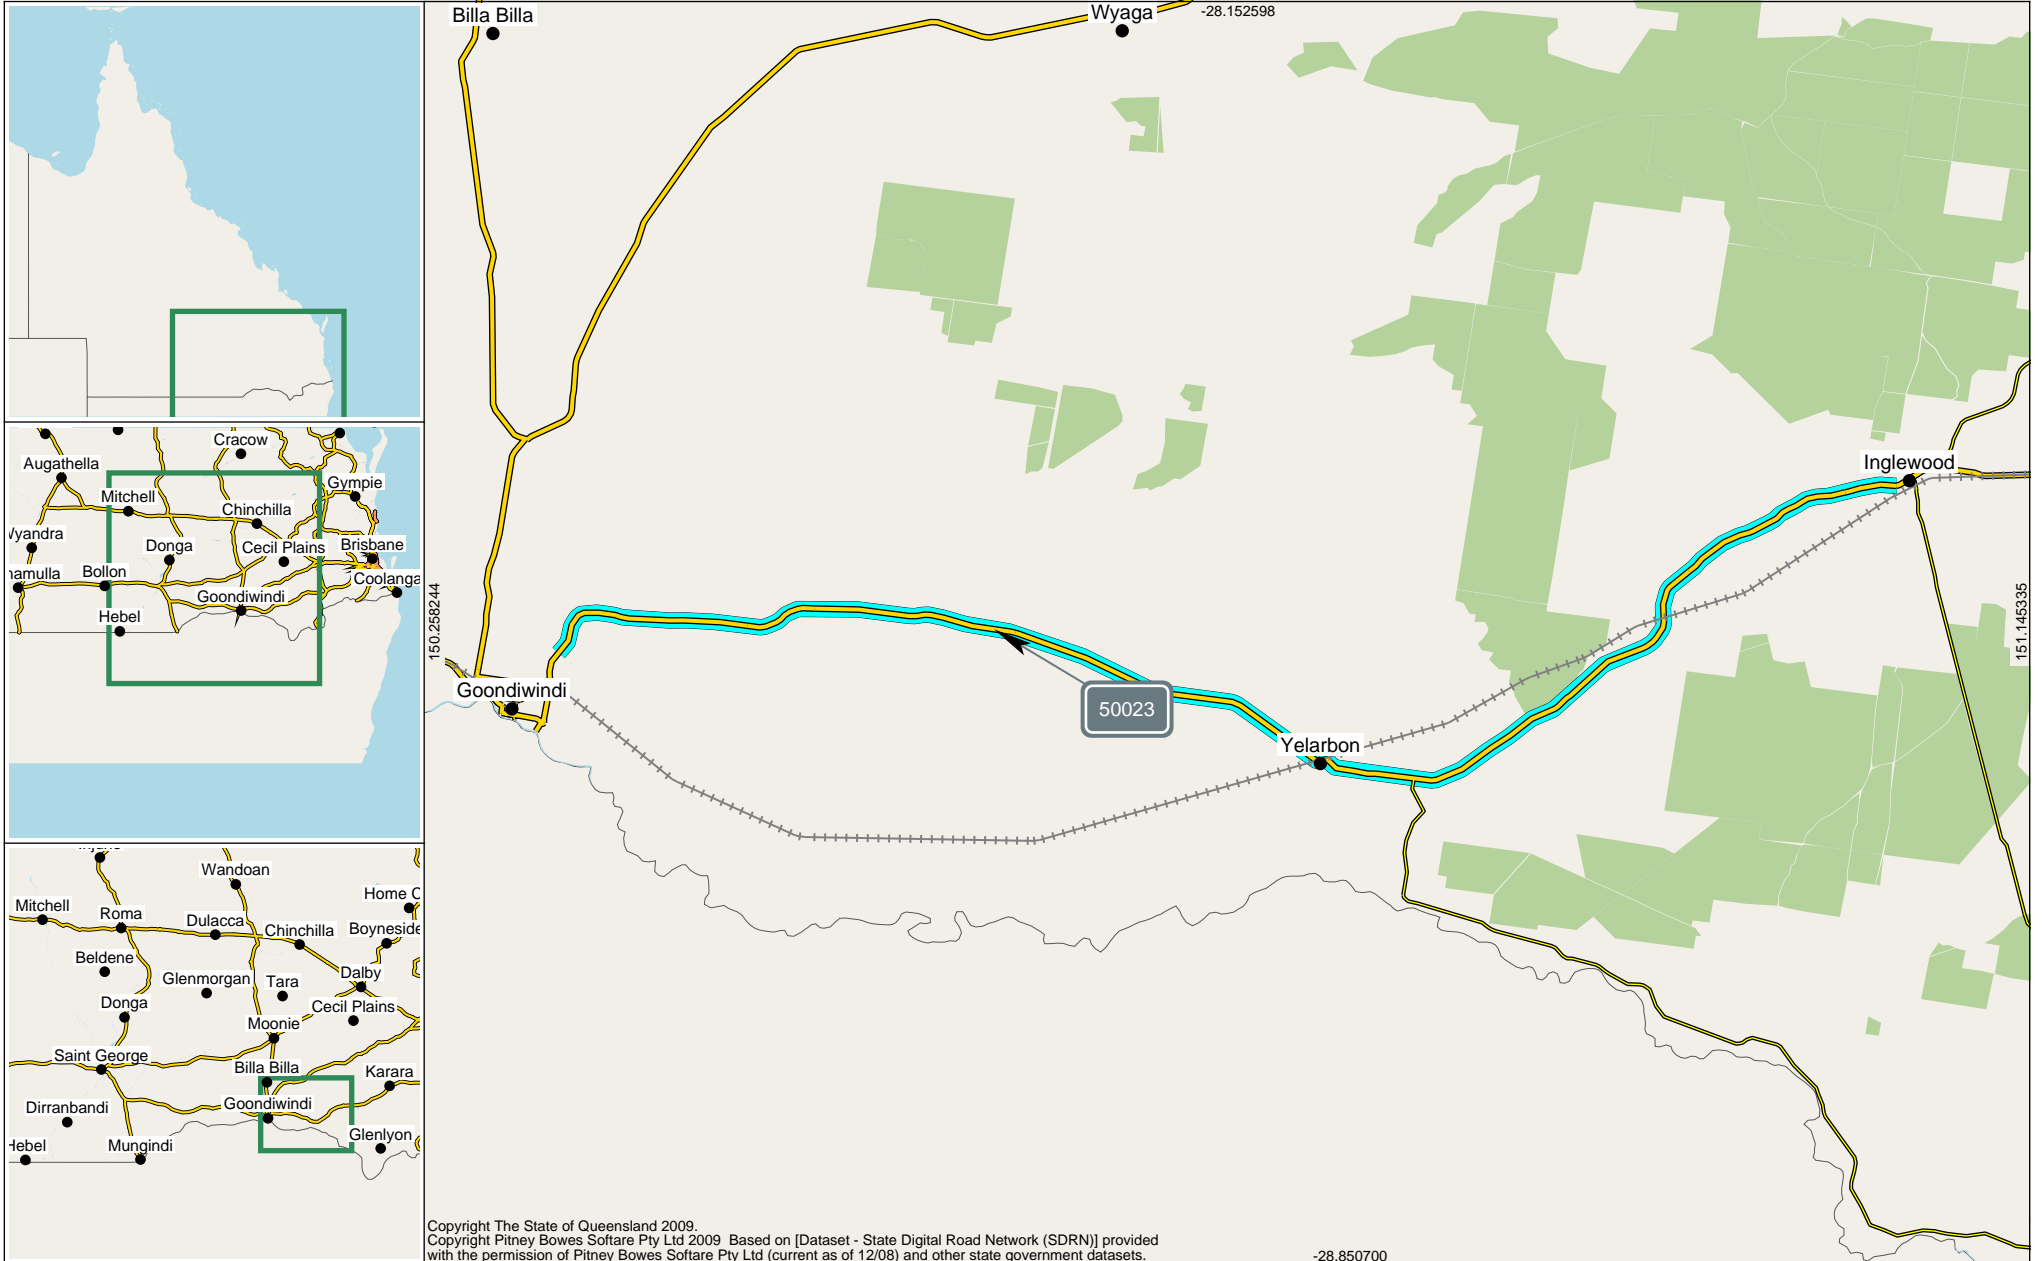 Billa Billa
Wyaga
-28.152598
Inglewood
Goondiwindi
50023
Yelarbon
150.258244
151.145335
-28.850700
Cracow
Augathella
Gympie
Mitchell
Chinchilla
Wyandra
Donga
Cecil Plains
Brisbane
namulla
Bollon
Coolanga
Goondiwindi
Hebel
Wandoan
Home C
Mitchell
Roma
Dulacca
Chinchilla
Boyneside
Beldene
Glenmorgan
Tara
Dalby
Donga
Cecil Plains
Moonie
Saint George
Billa Billa
Karara
Dirranbandi
Goondiwindi
Hebel
Mungindi
Glenlyon
Copyright The State of Queensland 2009.
Copyright Pitney Bowes Softare Pty Ltd 2009 Based on [Dataset - State Digital Road Network (SDRN)] provided
with the permission of Pitney Bowes Softare Pty Ltd (current as of 12/08) and other state government datasets.